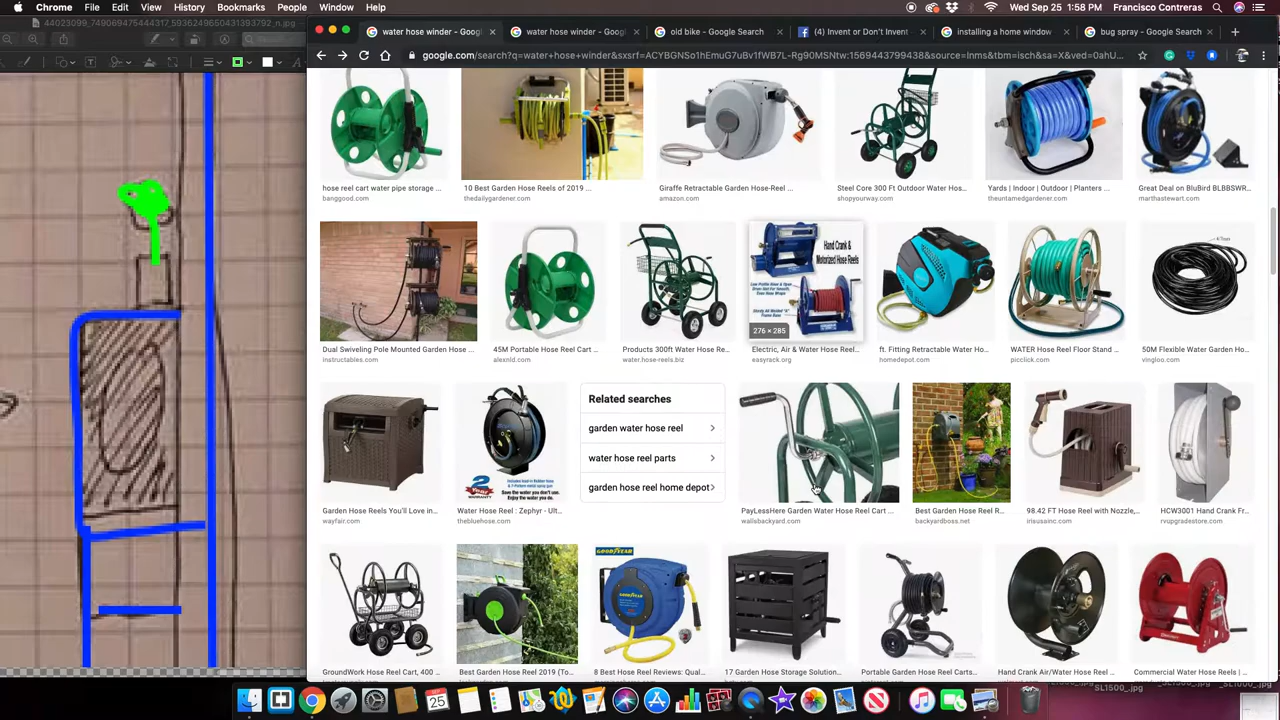 Chrome File Edit View History Bookmarks People Window Help
Wed Sep 25 1:58 PM Francisco Contreras
44023099_749069475444317_5936249650431393792_n.jpg
water hose winder - Googl
water hose winder - Googl
old bike - Google Search
(4) Invent or Don't Invent
installing a home window
bug spray - Google Search
google.com/search?q=water+hose+winder&sxsrf=ACYBGNSo1hEmuG7uBv1fWB7L-Rg90MSTMQ:1569443799438&source=lnms&tbm=isch&sa=X&ved=0ahU...
hose reel cart water pipe storage ...
banggood.com
10 Best Garden Hose Reels of 2019 ...
thedailygardener.com
Giraffe Retractable Garden Hose-Reel ...
amazon.com
Steel Core 300 Ft Outdoor Water Hos...
shopyourway.com
Yards | Indoor | Outdoor | Planters ...
theuntamedgardener.com
Great Deal on BluBird BLBBSWR...
marthastewart.com
Hand Crank &
Motorized Hose Reels
276 × 285
Dual Swiveling Pole Mounted Garden Hose ...
instructables.com
45M Portable Hose Reel Cart ...
alexnld.com
Products 300ft Water Hose Re...
water.hose-reels.biz
Electric, Air & Water Hose Reel...
easyrack.org
ft. Fitting Retractable Water Ho...
homedepot.com
WATER Hose Reel Floor Stand ...
picclick.com
50M Flexible Water Garden Ho...
vingloo.com
Related searches
garden water hose reel
water hose reel parts
garden hose reel home depot
2 YEAR
WARRANTY
Garden Hose Reels You'll Love in...
wayfair.com
Water Hose Reel : Zephyr - Ult...
thebluehose.com
PayLessHere Garden Water Hose Reel Cart ...
wallsbackyard.com
Best Garden Hose Reel R...
backyardboss.net
98.42 FT Hose Reel with Nozzle,...
irisusainc.com
HCW3001 Hand Crank Fr...
rvupgradestore.com
GOODYEAR
GroundWork Hose Reel Cart, 400 ...
Best Garden Hose Reel 2019 (To...
8 Best Hose Reel Reviews: Qual...
17 Garden Hose Storage Solution...
Portable Garden Hose Reel Carts...
Hand Crank Air/Water Hose Reel ...
Commercial Water Hose Reels ...
SEP
25